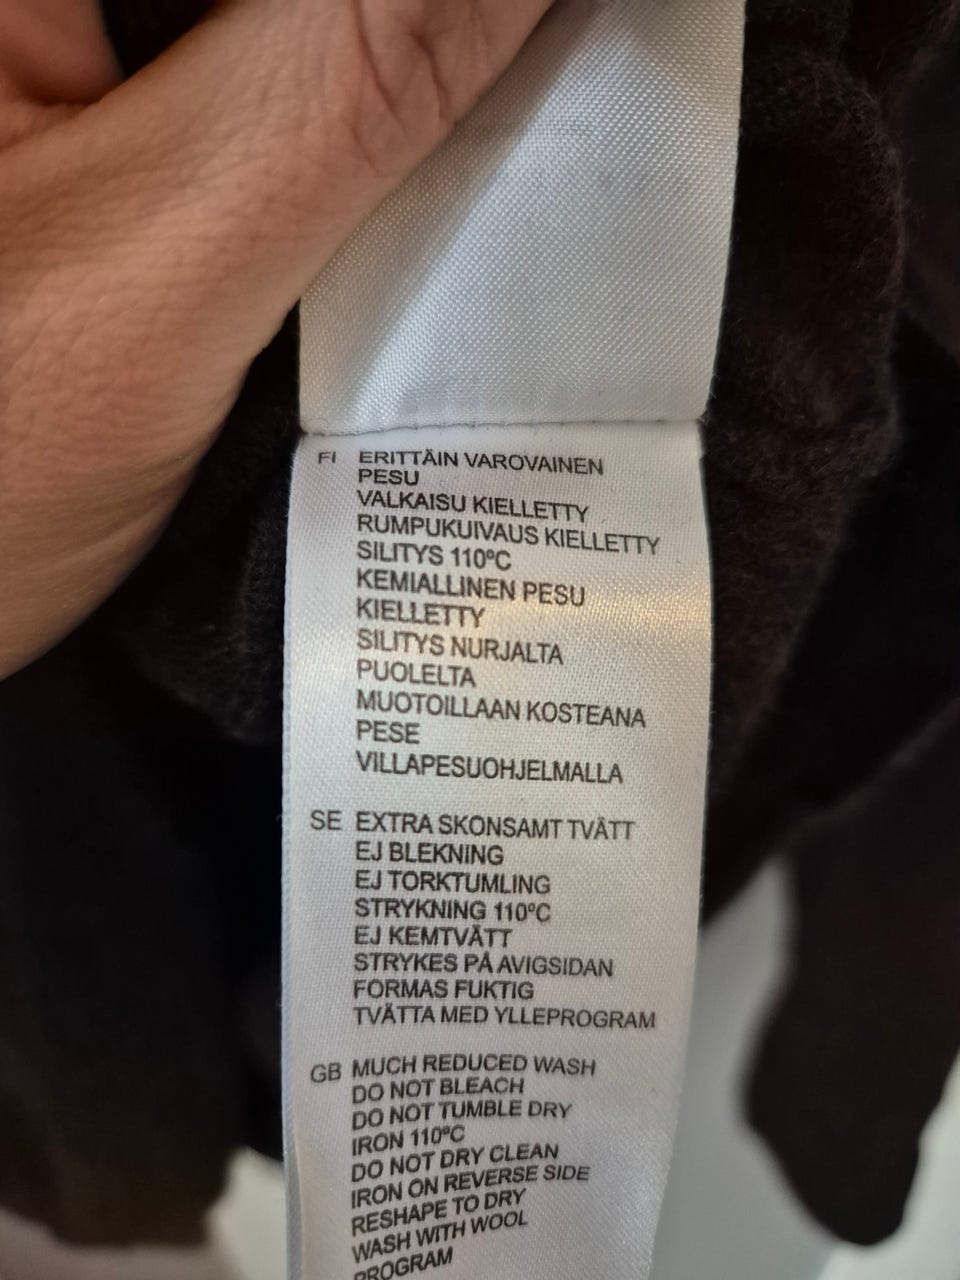 FI ERITTÄIN VAROVAINEN
PESU
VALKAISU KIELLETTY
RUMPUKUIVAUS KIELLETTY
SILITYS 110ºC
KEMIALLINEN PESU
KIELLETTY
SILITYS NURJALTA
PUOLELTA
MUOTOILLAAN KOSTEANA
PESE
VILLAPESUOHJELMALLA
SE EXTRA SKONSAMT TVÄTT
EJ BLEKNING
EJ TORKTUMLING
STRYKNING 110ºC
EJ KEMTVÄTT
STRYKES PÅ AVIGSIDAN
FORMAS FUKTIG
TVÄTTA MED YLLEPROGRAM
GB MUCH REDUCED WASH
DO NOT BLEACH
DO NOT TUMBLE DRY
IRON 110ºC
DO NOT DRY CLEAN
IRON ON REVERSE SIDE
RESHAPE TO DRY
WASH WITH WOOL
PROGRAM